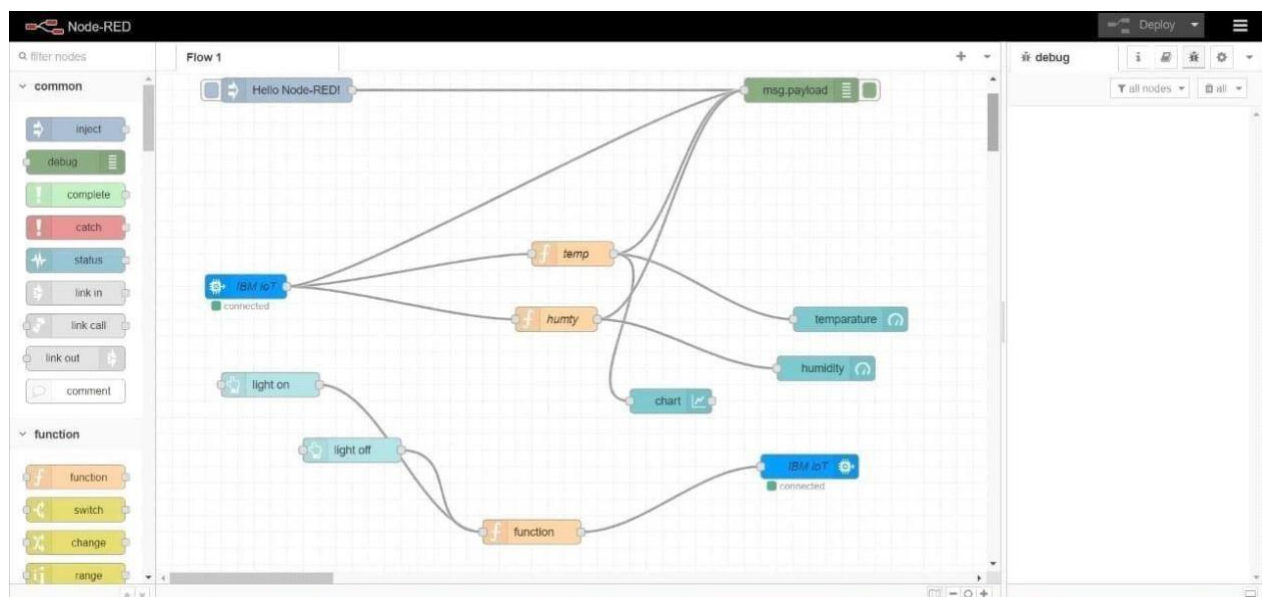 Node-RED
Deploy
filter nodes
Flow 1
debug
i
all nodes
all
common
inject
debug
complete
catch
status
link in
link call
link out
comment
function
function
switch
change
range
Hello Node-RED!
msg.payload
temp
IBM IoT
connected
humty
temparature
humidity
light on
chart
light off
IBM IoT
connected
function